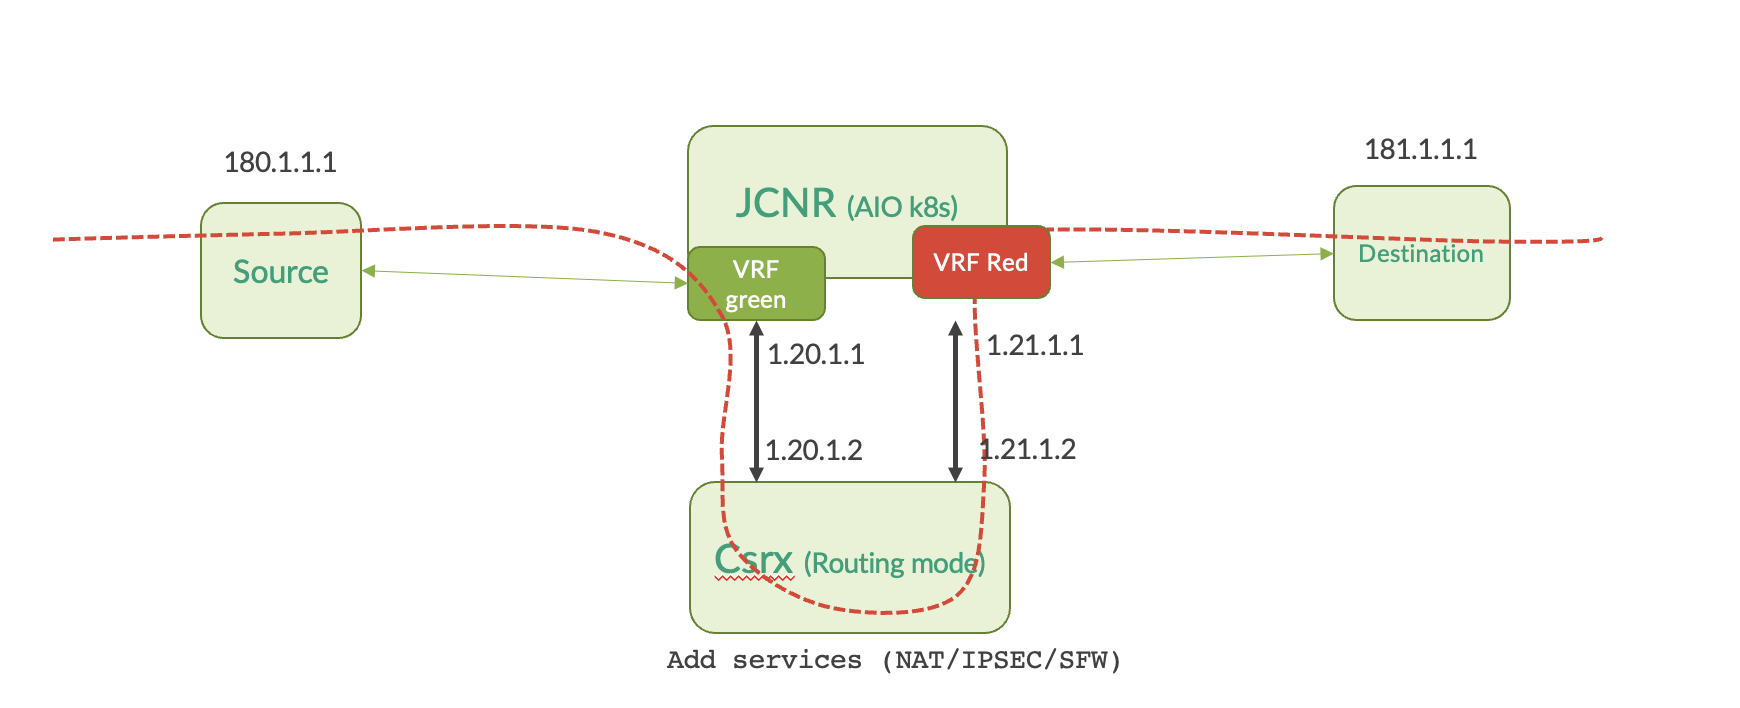 180.1.1.1
181.1.1.1
JCNR (AIO k8s)
Source
VRF
green
VRF Red
Destination
1.20.1.1
1.21.1.1
1.20.1.2
1.21.1.2
Csrx (Routing mode)
Add services (NAT/IPSEC/SFW)